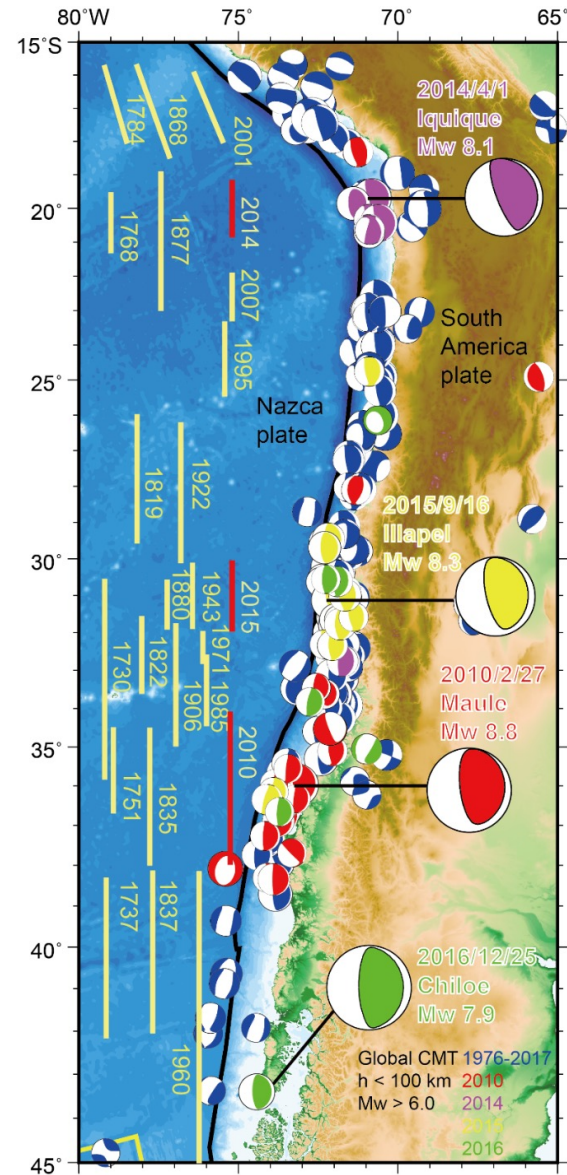 80°W 75° 70° 65°
15°S
20°
25°
30°
35°
40°
45°
1784
1868
2001
1768
1877
2014
2007
1995
1819
1922
1880
1943
2015
1730
1822
1906
1971
1985
2010
1751
1835
1737
1837
1960
Nazca
plate
South
America
plate
2014/4/1
Iquique
Mw 8.1
2015/9/16
Illapel
Mw 8.3
2010/2/27
Maule
Mw 8.8
2016/12/25
Chiloe
Mw 7.9
Global CMT 1976-2017
h < 100 km 2010
Mw > 6.0 2014
2015
2016